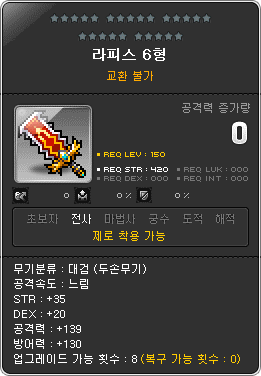 라피스 6형
교환 불가
공격력 증가량
0
REQ LEV : 150
REQ STR : 420
REQ LUK : 000
REQ DEX : 000
REQ INT : 000
0 0 % 0 %
초보자 전사 마법사 궁수 도적 해적
제로 착용 가능
무기분류 : 대검 (두손무기)
공격속도 : 느림
STR : +35
DEX : +20
공격력 : +139
방어력 : +130
업그레이드 가능 횟수 : 8 (복구 가능 횟수 : 0)